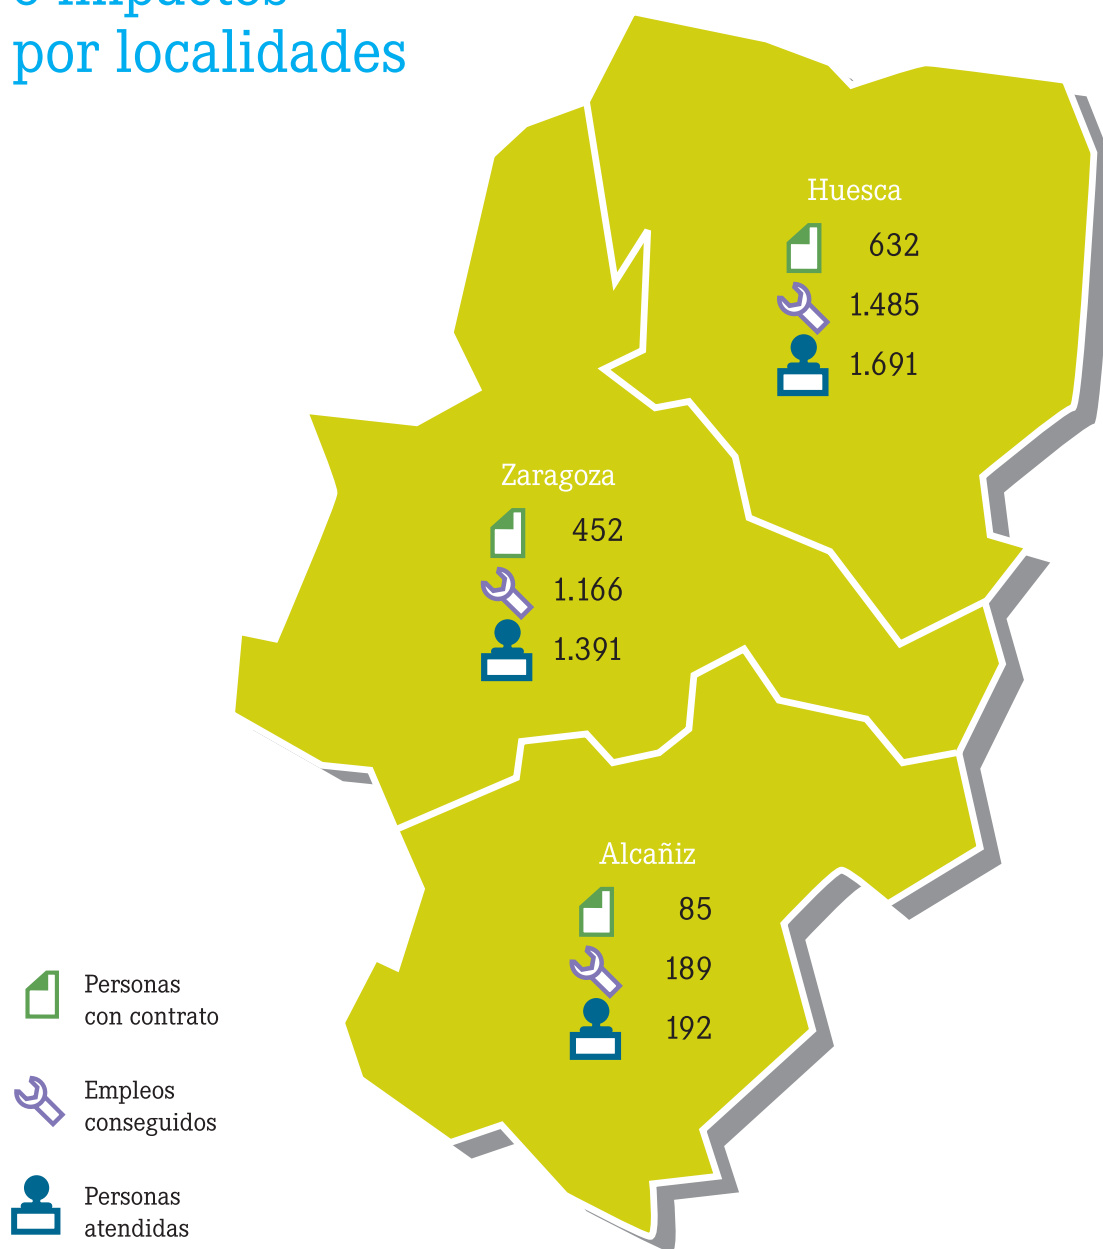 e impactos
por localidades
Huesca
632
1.485
1.691
Zaragoza
452
1.166
1.391
Alcañiz
85
189
192
Personas
con contrato
Empleos
conseguidos
Personas
atendidas